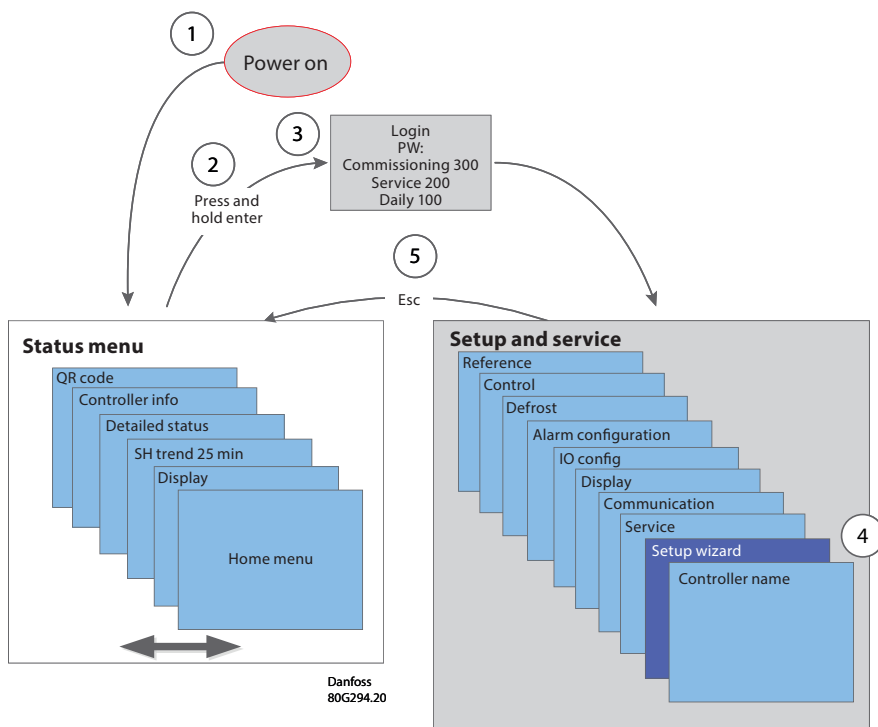 1
Power on
3
Login
PW:
Commissioning 300
Service 200
Daily 100
2
Press and
hold enter
5
Esc
Status menu
QR code
Controller info
Detailed status
SH trend 25 min
Display
Home menu
Setup and service
Reference
Control
Defrost
Alarm configuration
IO config
Display
Communication
Service
Setup wizard
4
Controller name
Danfoss
80G294.20